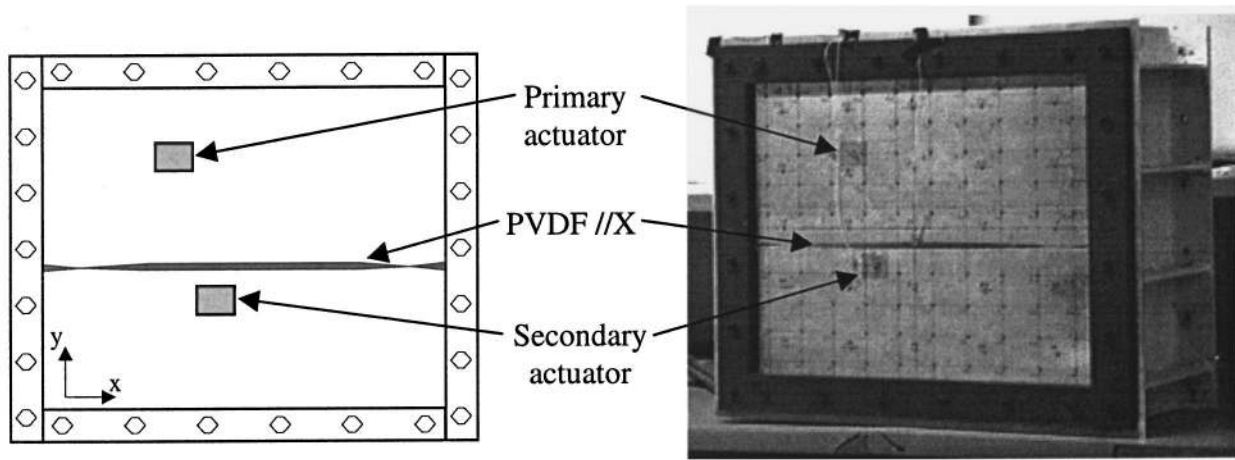 Primary
actuator
PVDF //X
Secondary
actuator
y
x